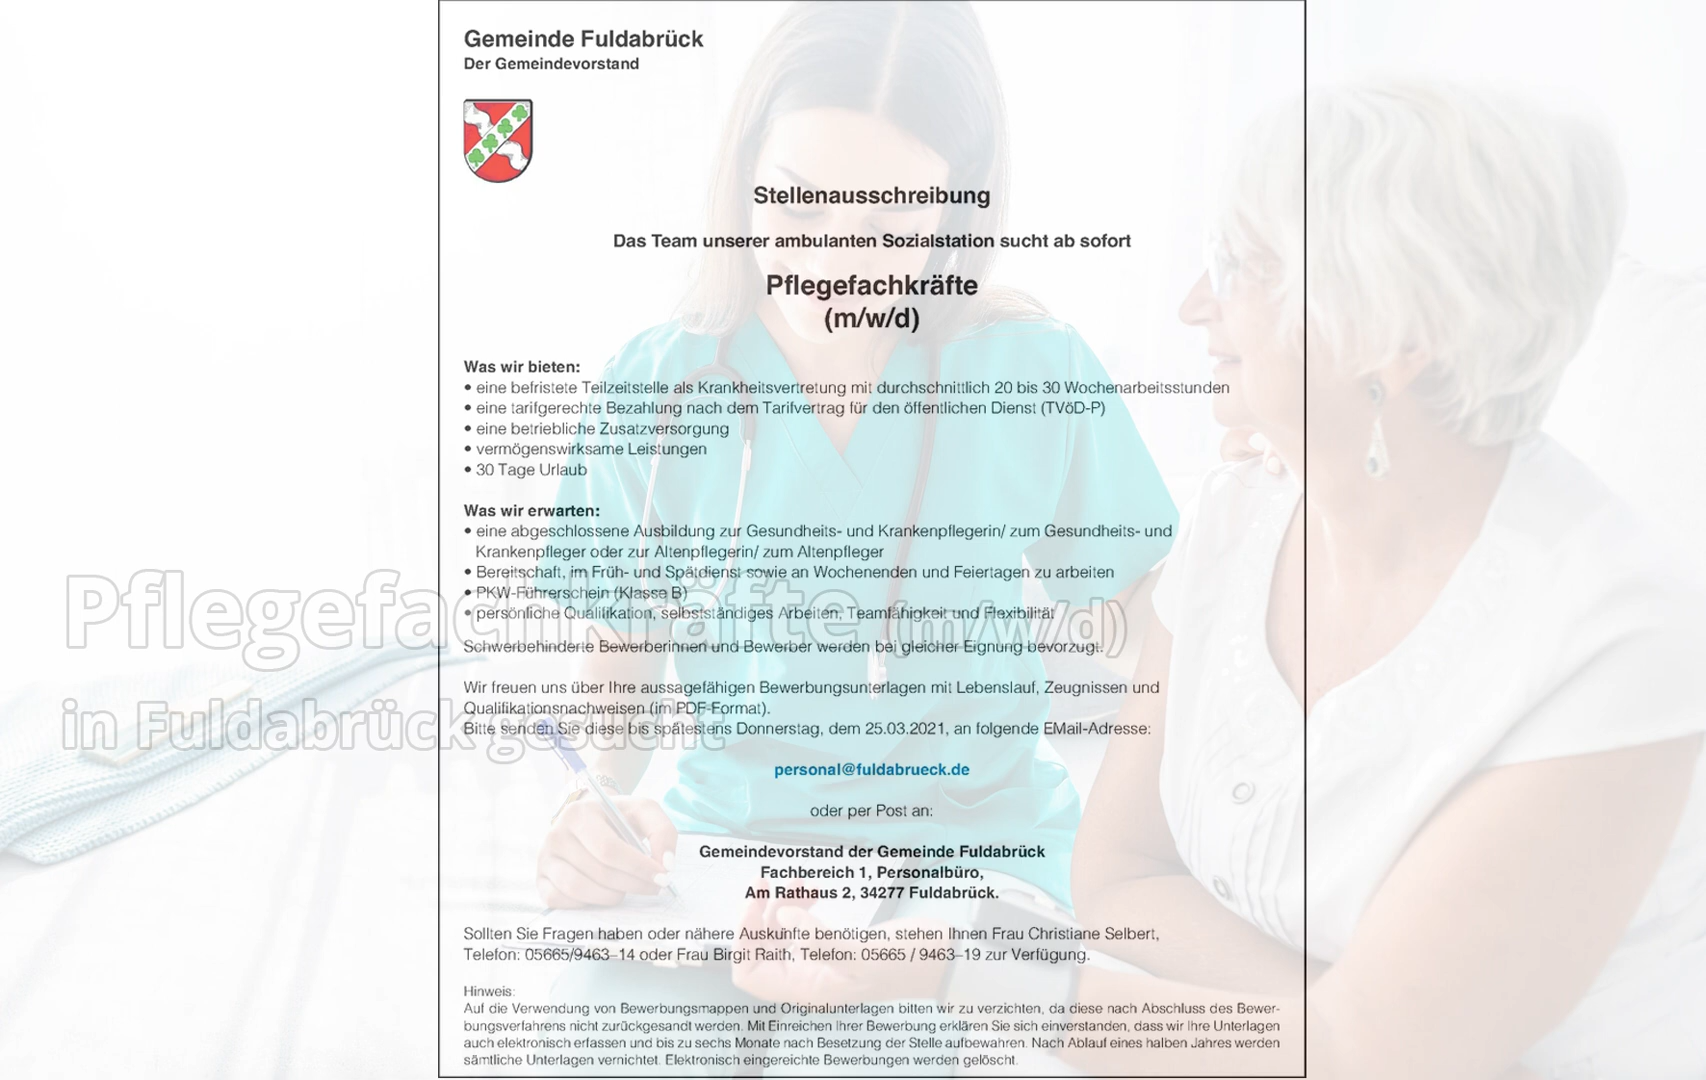 Gemeinde Fuldabrück
Der Gemeindevorstand
Stellenausschreibung
Das Team unserer ambulanten Sozialstation sucht ab sofort
Pflegefachkräfte
(m/w/d)
Was wir bieten:
• eine befristete Teilzeitstelle als Krankheitsvertretung mit durchschnittlich 20 bis 30 Wochenarbeitsstunden
• eine tarifgerechte Bezahlung nach dem Tarifvertrag für den öffentlichen Dienst (TVöD-P)
• eine betriebliche Zusatzversorgung
• vermögenswirksame Leistungen
• 30 Tage Urlaub
Was wir erwarten:
• eine abgeschlossene Ausbildung zur Gesundheits- und Krankenpflegerin/ zum Gesundheits- und
Krankenpfleger oder zur Altenpflegerin/ zum Altenpfleger
• Bereitschaft, im Früh- und Spätdienst sowie an Wochenenden und Feiertagen zu arbeiten
• PKW-Führerschein (Klasse B)
• persönliche Qualifikation, selbstständiges Arbeiten, Teamfähigkeit und Flexibilität
Schwerbehinderte Bewerberinnen und Bewerber werden bei gleicher Eignung bevorzugt.
Pflegefachkräfte (m/w/d)
in Fuldabrück gesucht
Wir freuen uns über Ihre aussagefähigen Bewerbungsunterlagen mit Lebenslauf, Zeugnissen und
Qualifikationsnachweisen (im PDF-Format).
Bitte senden Sie diese bis spätestens Donnerstag, dem 25.03.2021, an folgende EMail-Adresse:
personal@fuldabrueck.de
oder per Post an:
Gemeindevorstand der Gemeinde Fuldabrück
Fachbereich 1, Personalbüro,
Am Rathaus 2, 34277 Fuldabrück.
Sollten Sie Fragen haben oder nähere Auskünfte benötigen, stehen Ihnen Frau Christiane Selbert,
Telefon: 05665/9463–14 oder Frau Birgit Raith, Telefon: 05665 / 9463–19 zur Verfügung.
Hinweis:
Auf die Verwendung von Bewerbungsmappen und Originalunterlagen bitten wir zu verzichten, da diese nach Abschluss des Bewer-
bungsverfahrens nicht zurückgesandt werden. Mit Einreichen Ihrer Bewerbung erklären Sie sich einverstanden, dass wir Ihre Unterlagen
auch elektronisch erfassen und bis zu sechs Monate nach Besetzung der Stelle aufbewahren. Nach Ablauf eines halben Jahres werden
sämtliche Unterlagen vernichtet. Elektronisch eingereichte Bewerbungen werden gelöscht.